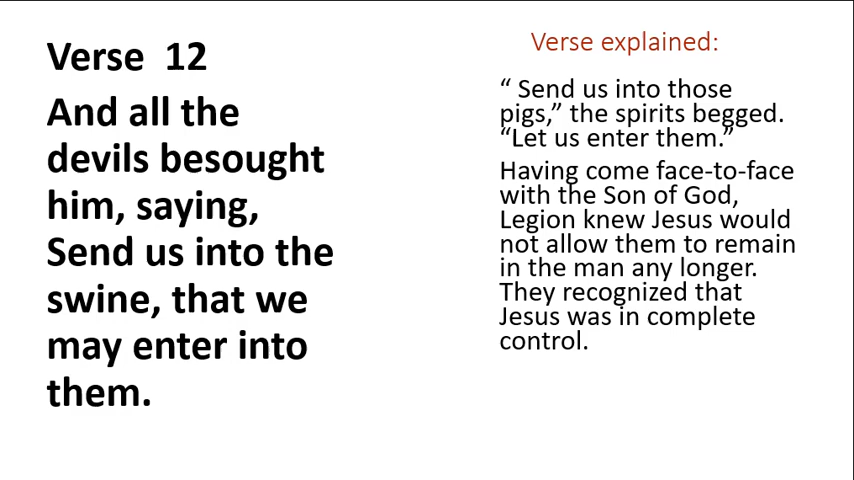 Verse  12
And all the
devils besought
him, saying,
Send us into the
swine, that we
may enter into
them.
Verse explained:
“ Send us into those
pigs,” the spirits begged.
“Let us enter them.”
Having come face-to-face
with the Son of God,
Legion knew Jesus would
not allow them to remain
in the man any longer.
They recognized that
Jesus was in complete
control.